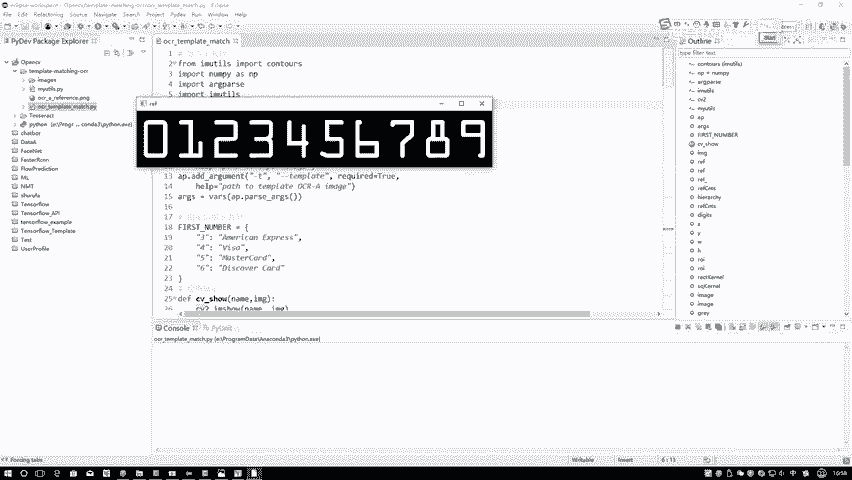 File Edit Refactoring Source Navigate Search Project Pydev Run Window Help
PyDev Package Explorer
Opencv
template-matching-ocr
images
myutils.py
ocr_a_reference.png
ocr_template_match.py
Tesseract
chatbot
DataA
FaceNet
FasterRcnn
FlowPrediction
ML
NMT
shurufa
Tensorflow
Tensorflow_API
tensorflow_example
Tensorflow_Template
Test
UserProfile
ocr_template_match
1
2 from imutils import contours
3 import numpy as np
4 import argparse
5 import imutils
ref
0123456789
13 ap.add_argument("-t", "--template", required=True,
14 help="path to template OCR-A image")
15 args = vars(ap.parse_args())
16
17
18 FIRST_NUMBER = {
19 "3": "American Express",
20 "4": "Visa",
21 "5": "MasterCard",
22 "6": "Discover Card"
23 }
24
25 def cv_show(name,img):
26 cv2.imshow(name, img)
Outline
type filter text
contours (imutils)
np = numpy
argparse
imutils
cv2
myutils
ap
args
FIRST_NUMBER
cv_show
img
ref
ref
ref_
refCnts
hierarchy
refCnts
digits
x
y
w
h
roi
roi
rectKernel
sqKernel
image
image
grey
Console
PyUnit
ocr_template_match.py [e:\ProgramData\Anaconda3\python.exe]
Writable
Insert
6 : 13
16:58